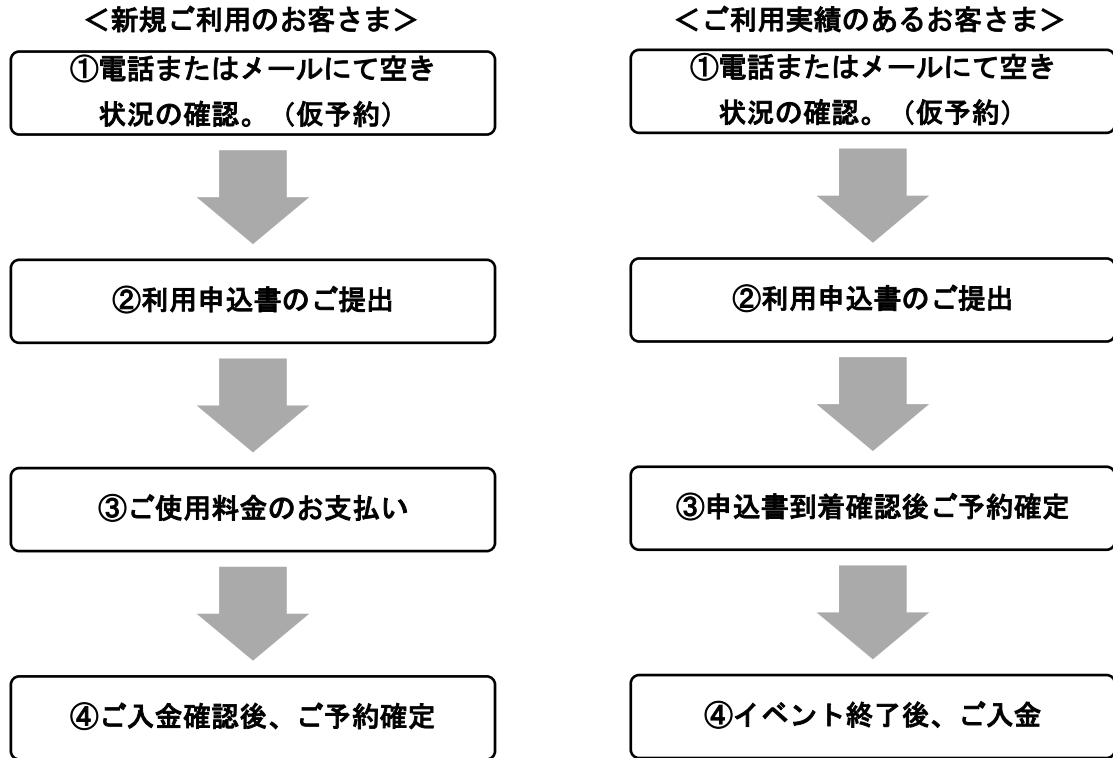 ＜新規ご利用のお客さま＞
①電話またはメールにて空き
状況の確認。（仮予約）
②利用申込書のご提出
③ご使用料金のお支払い
④ご入金確認後、ご予約確定
＜ご利用実績のあるお客さま＞
①電話またはメールにて空き
状況の確認。（仮予約）
②利用申込書のご提出
③申込書到着確認後ご予約確定
④イベント終了後、ご入金